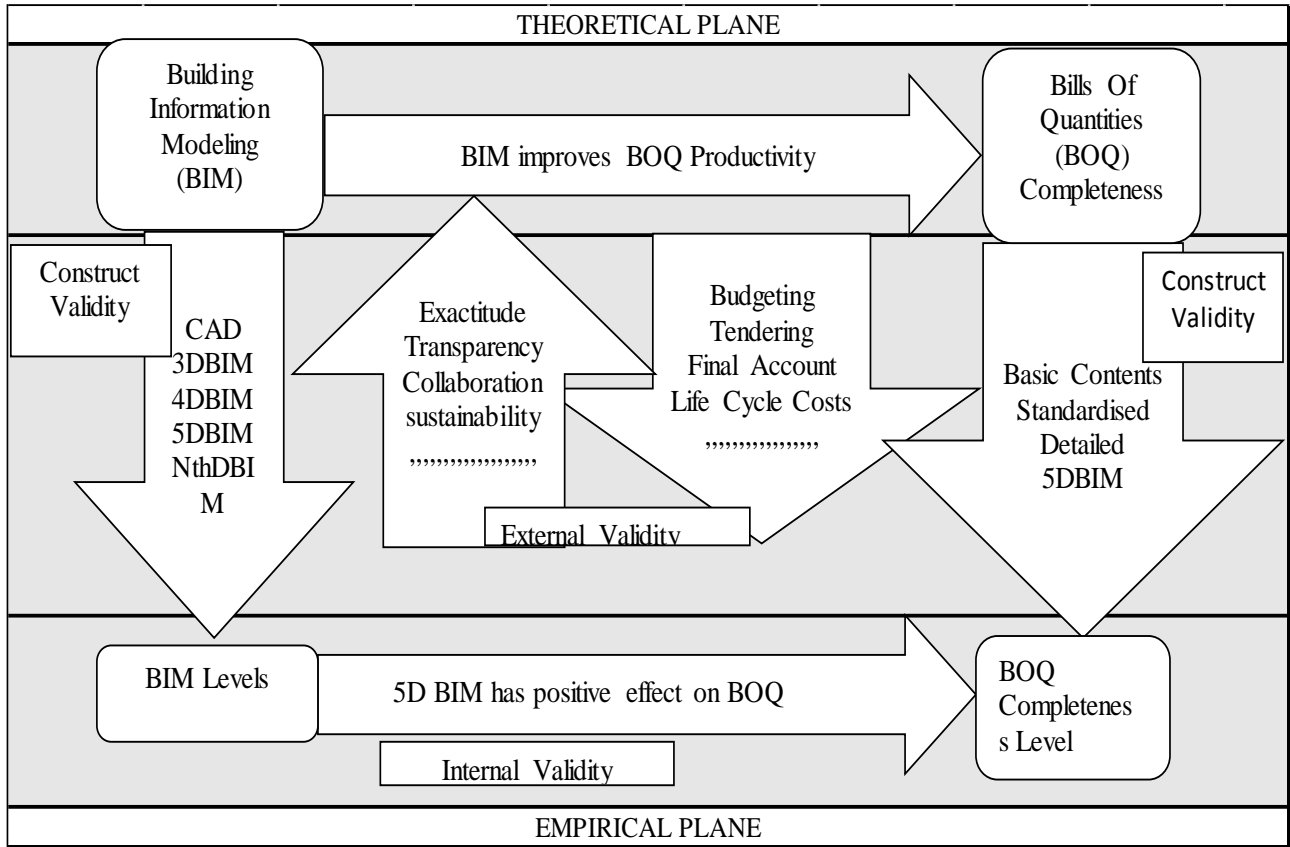 THEORETICAL PLANE
Building
Information
Modeling
(BIM)
BIM improves BOQ Productivity
Bills Of
Quantities
(BOQ)
Completeness
Construct
Validity
CAD
3DBIM
4DBIM
5DBIM
NthDBI
M
Exactitude
Transparency
Collaboration
sustainability
,,,,,,,,,,,,,,,,,,,
Budgeting
Tendering
Final Account
Life Cycle Costs
,,,,,,,,,,,,,,,,,
Construct
Validity
Basic Contents
Standardised
Detailed
5DBIM
External Validity
BIM Levels
5D BIM has positive effect on BOQ
BOQ
Completenes
s Level
Internal Validity
EMPIRICAL PLANE